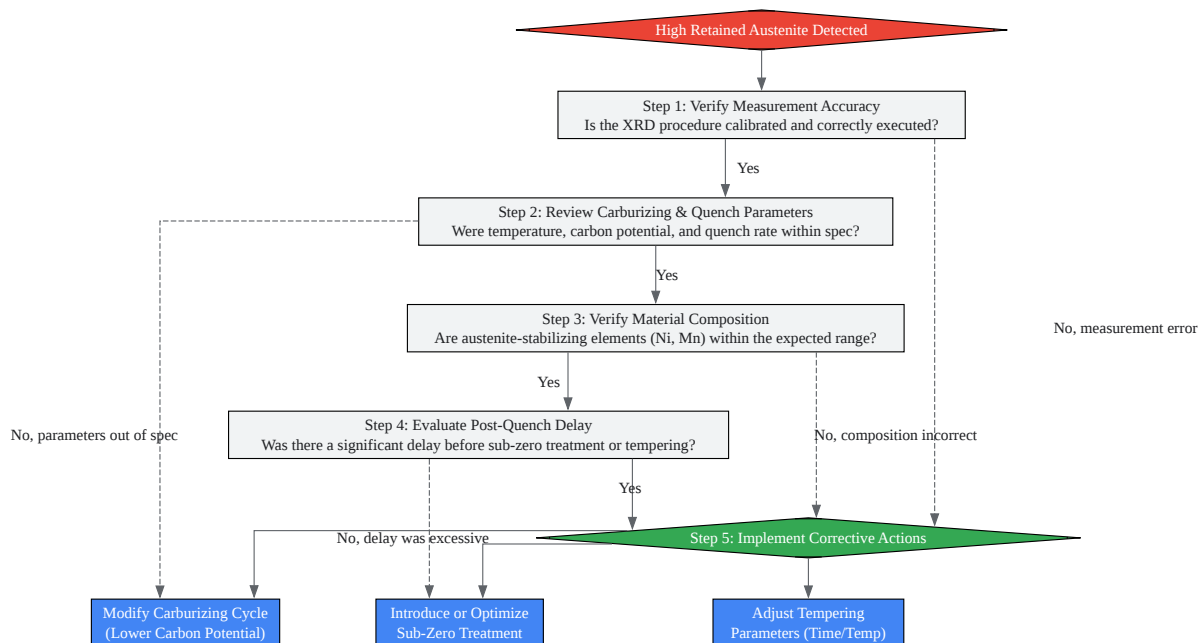 High Retained Austenite Detected
Step 1: Verify Measurement Accuracy
Is the XRD procedure calibrated and correctly executed?
Yes
Step 2: Review Carburizing & Quench Parameters
Were temperature, carbon potential, and quench rate within spec?
Yes
Step 3: Verify Material Composition
Are austenite-stabilizing elements (Ni, Mn) within the expected range?
No, measurement error
Yes
Step 4: Evaluate Post-Quench Delay
Was there a significant delay before sub-zero treatment or tempering?
No, parameters out of spec
No, composition incorrect
Yes
No, delay was excessive
Step 5: Implement Corrective Actions
Modify Carburizing Cycle
(Lower Carbon Potential)
Introduce or Optimize
Sub-Zero Treatment
Adjust Tempering
Parameters (Time/Temp)